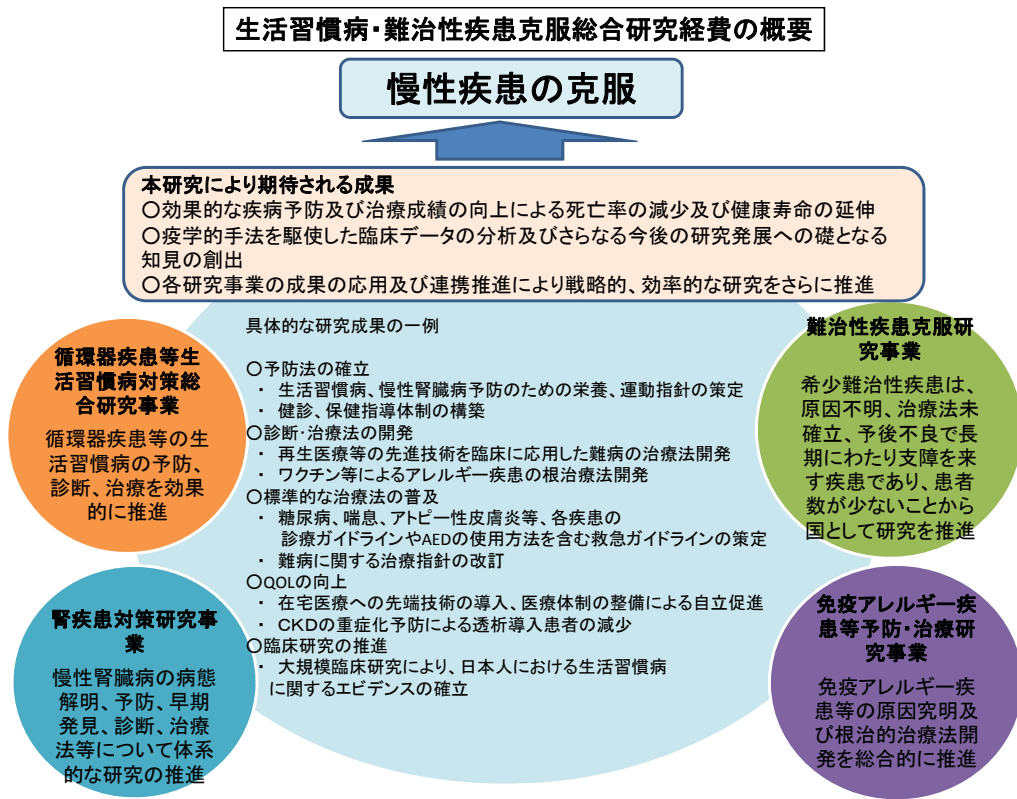 生活習慣病・難治性疾患克服総合研究経費の概要
慢性疾患の克服
本研究により期待される成果
○効果的な疾病予防及び治療成績の向上による死亡率の減少及び健康寿命の延伸
○疫学的手法を駆使した臨床データの分析及びさらなる今後の研究発展への礎となる
知見の創出
○各研究事業の成果の応用及び連携推進により戦略的、効率的な研究をさらに推進
循環器疾患等生
活習慣病対策総
合研究事業
循環器疾患等の生
活習慣病の予防、
診断、治療を効果
的に推進
腎疾患対策研究事
業
慢性腎臓病の病態
解明、予防、早期
発見、診断、治療
法等について体系
的な研究の推進
具体的な研究成果の一例
○予防法の確立
・ 生活習慣病、慢性腎臓病予防のための栄養、運動指針の策定
・ 健診、保健指導体制の構築
○診断・治療法の開発
・ 再生医療等の先進技術を臨床に応用した難病の治療法開発
・ ワクチン等によるアレルギー疾患の根治療法開発
○標準的な治療法の普及
・ 糖尿病、喘息、アトピー性皮膚炎等、各疾患の
診療ガイドラインやAEDの使用方法を含む救急ガイドラインの策定
・ 難病に関する治療指針の改訂
○QOLの向上
・ 在宅医療への先端技術の導入、医療体制の整備による自立促進
・ CKDの重症化予防による透析導入患者の減少
○臨床研究の推進
・ 大規模臨床研究により、日本人における生活習慣病
に関するエビデンスの確立
難治性疾患克服研
究事業
希少難治性疾患は、
原因不明、治療法未
確立、予後不良で長
期にわたり支障を来
す疾患であり、患者
数が少ないことから
国として研究を推進
免疫アレルギー疾
患等予防・治療研
究事業
免疫アレルギー疾
患等の原因究明及
び根治的治療法開
発を総合的に推進